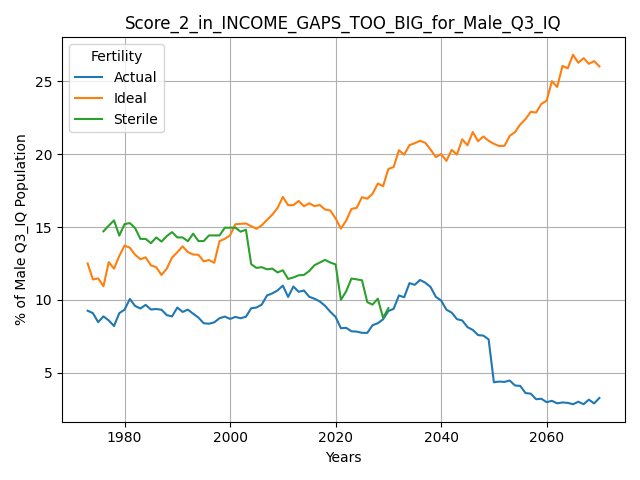 Score_2_in_INCOME_GAPS_TOO_BIG_for_Male_Q3_IQ
Fertility
Actual
Ideal
Sterile
% of Male Q3_IQ Population
25
20
15
10
5
1980 2000 2020 2040 2060
Years